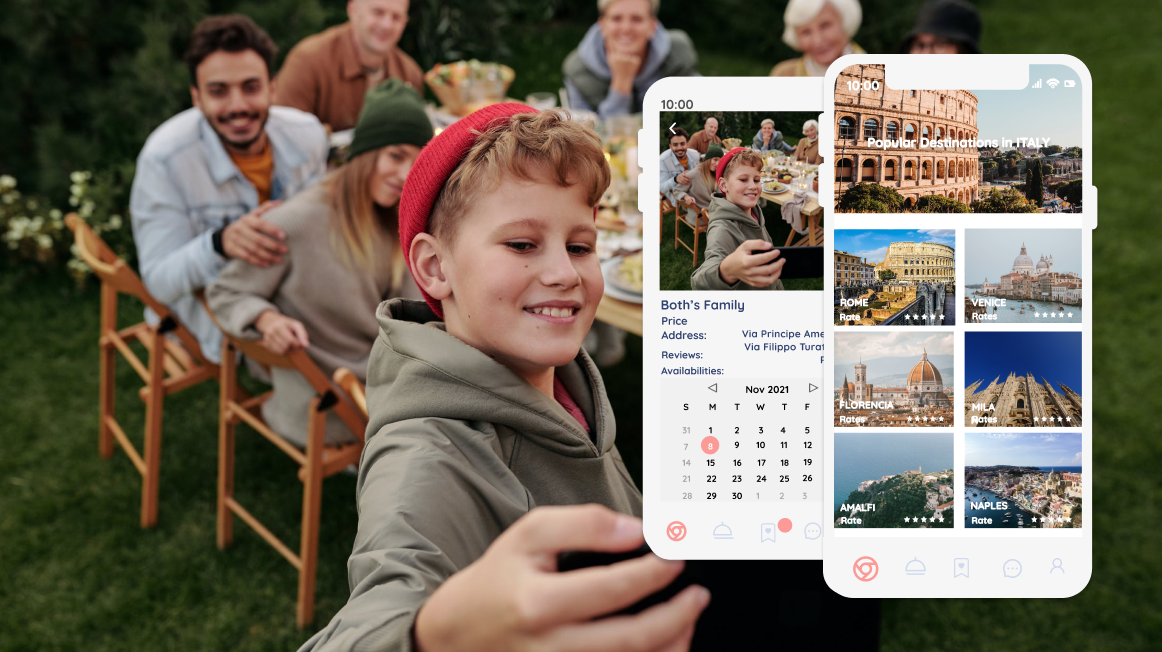 10:00
Both's Family
Price
Address: Via Principe Ame
Via Filippo Turat
Reviews:
Availabilities:
Nov 2021
S M T W T F
31 1 2 3 4 5
7 8 9 10 11 12
14 15 16 17 18 19
21 22 23 24 25 26
28 29 30 1 2 3
10:00
Popular Destinations in ITALY
ROME
Rate
VENICE
Rates
FLORENCIA
Rates
MILA
Rates
AMALFI
Rate
NAPLES
Rate